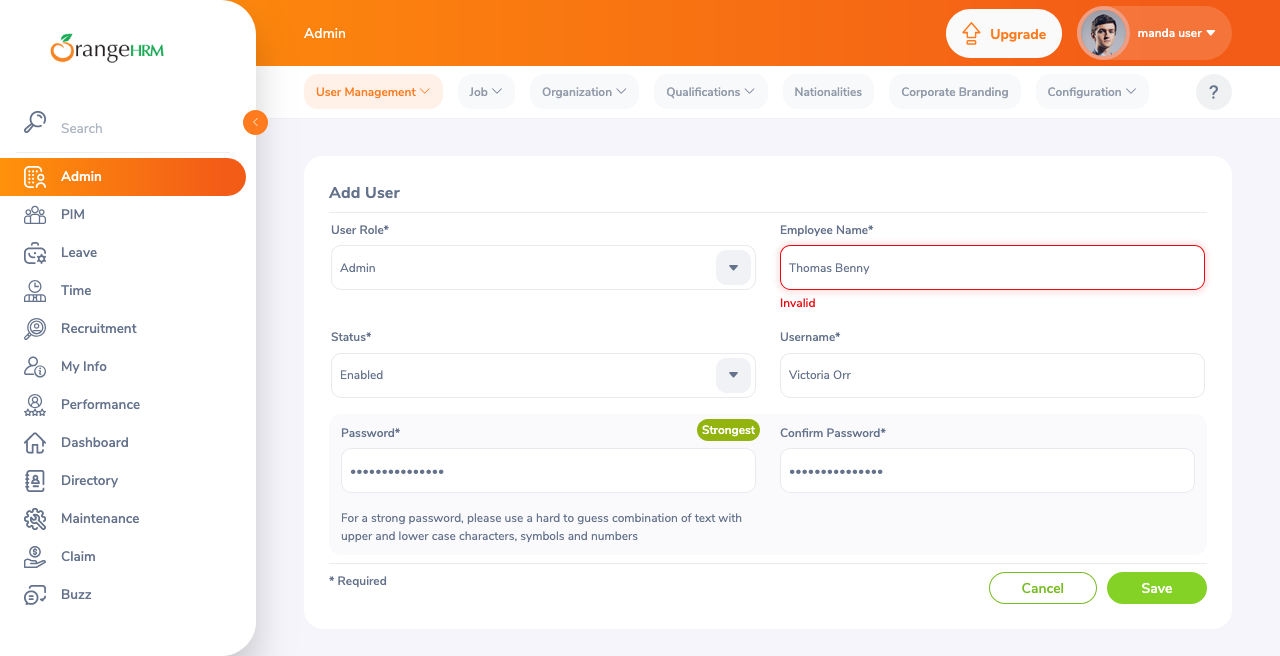 OrangeHRM
Admin
Upgrade
manda user
User Management
Job
Organization
Qualifications
Nationalities
Corporate Branding
Configuration
?
Search
Admin
PIM
Leave
Time
Recruitment
My Info
Performance
Dashboard
Directory
Maintenance
Claim
Buzz
Add User
User Role*
Admin
Employee Name*
Thomas Benny
Invalid
Status*
Enabled
Username*
Victoria Orr
Password*
Strongest
•••••••••••••••
Confirm Password*
•••••••••••••••
For a strong password, please use a hard to guess combination of text with
upper and lower case characters, symbols and numbers
* Required
Cancel
Save